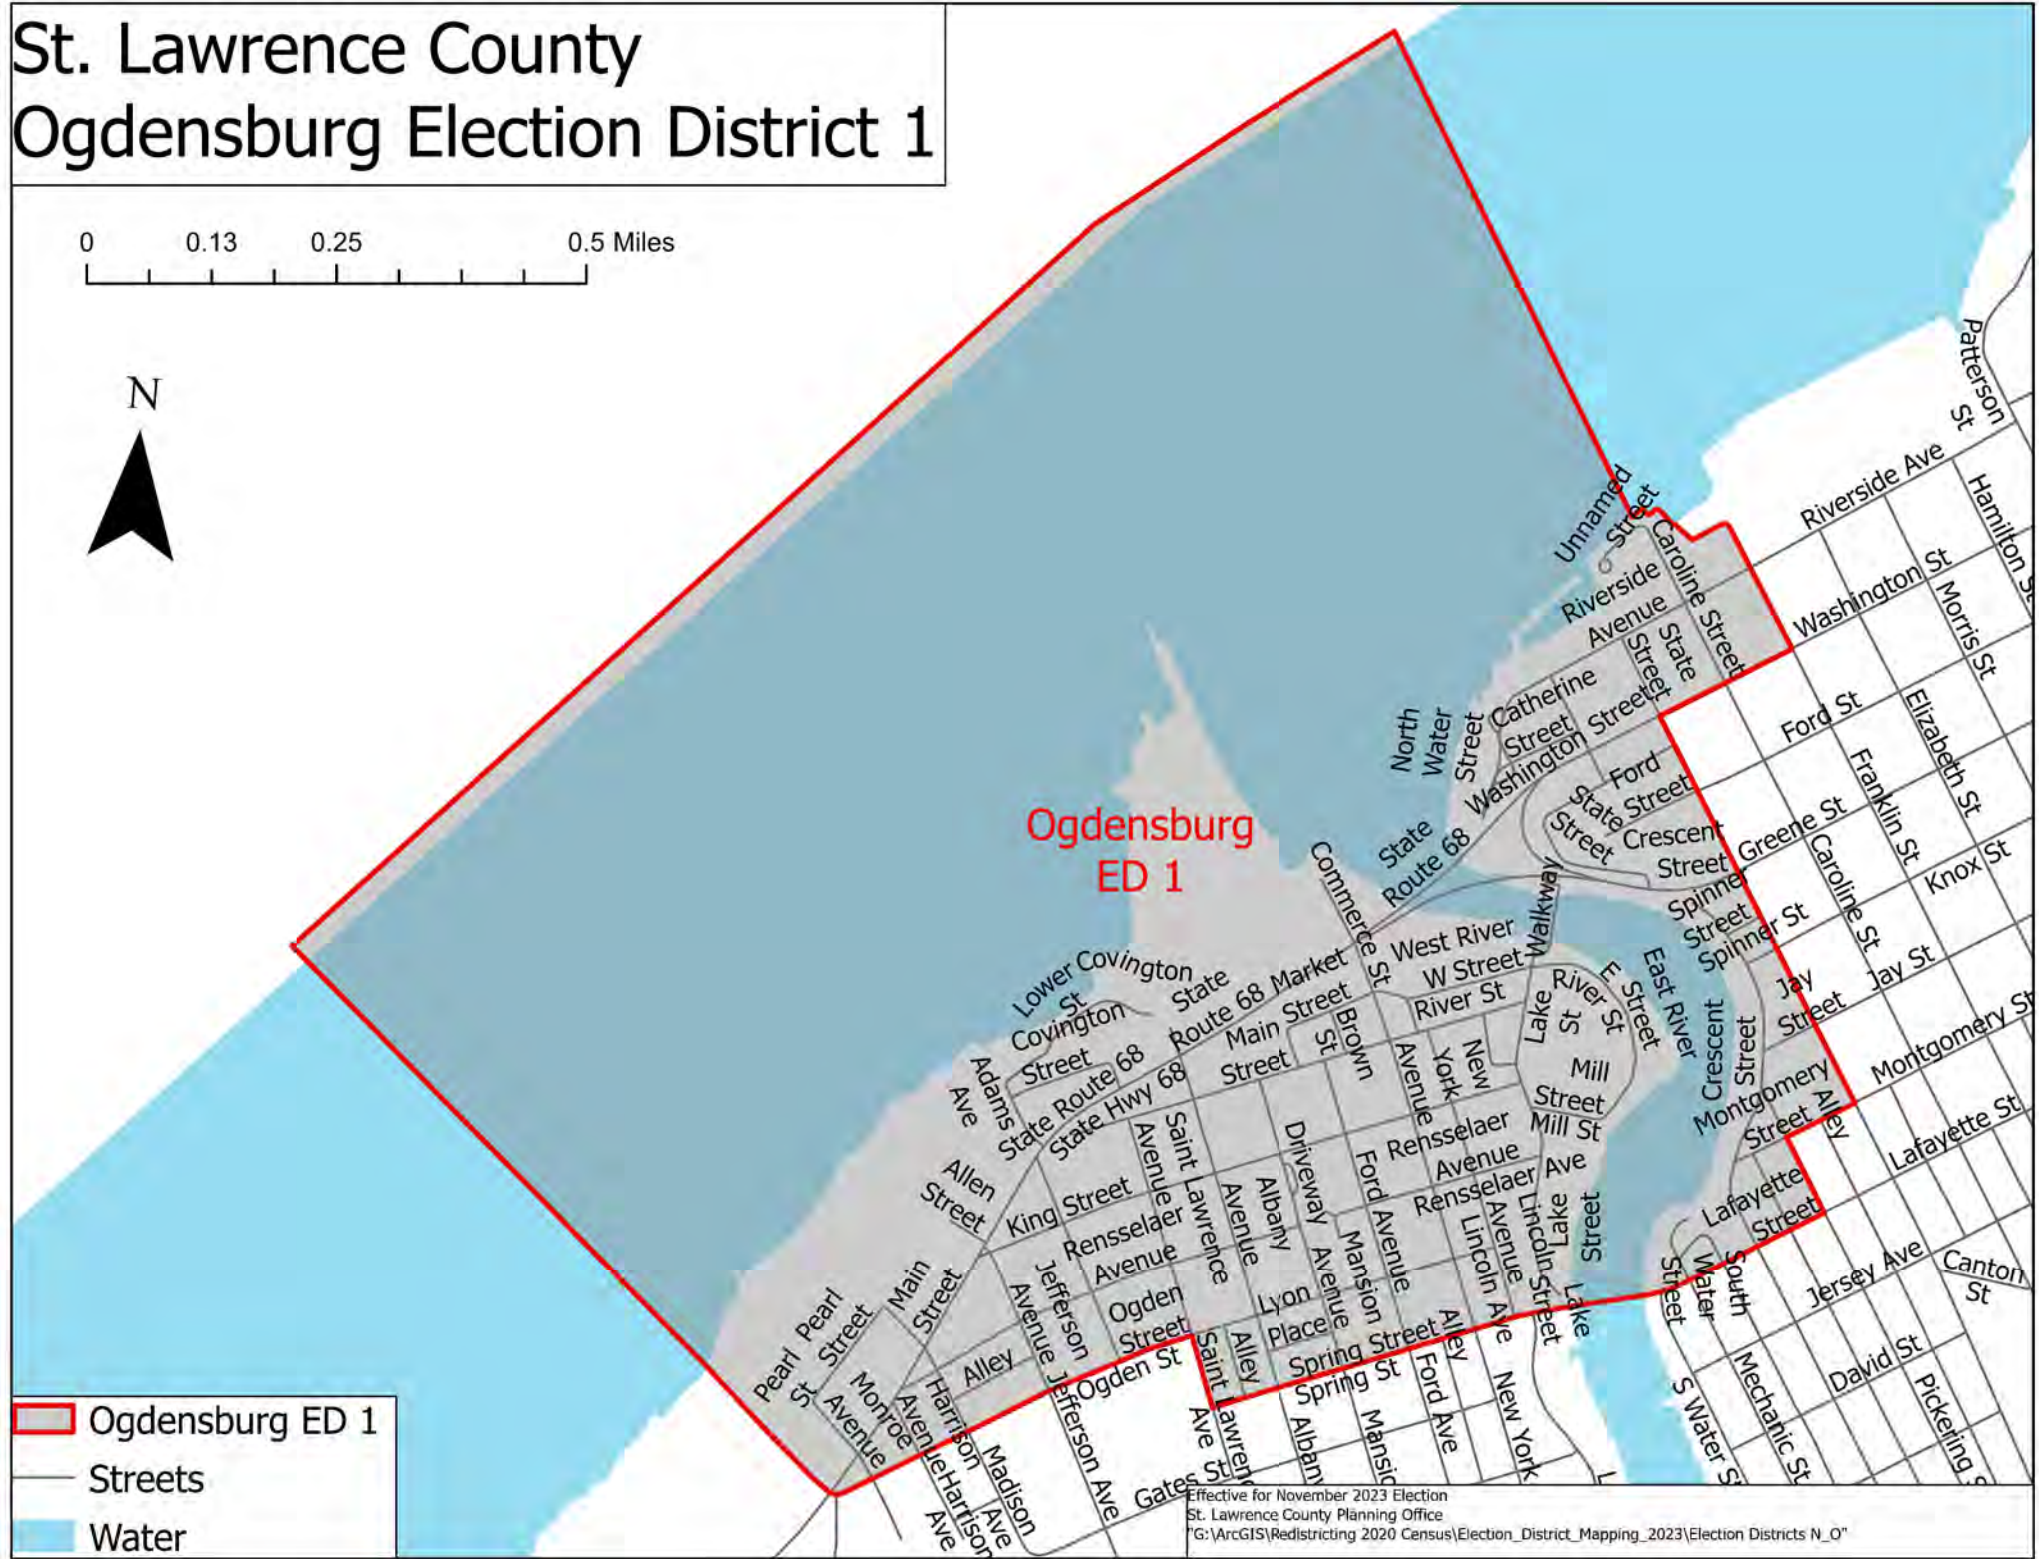 St. Lawrence County
Ogdensburg Election District 1
0 0.13 0.25 0.5 Miles
N
Patterson
St
Riverside Ave
Hamilton St
Unnamed
Street
Caroline Street
Washington St
Morris St
Riverside
Avenue
State
Street
Catherine
Street
Washington Street
North
Water
Street
Ford St
Elizabeth St
Franklin St
Ford
Street
State
Street
Crescent
Street
Greene St
Caroline St
Knox St
Ogdensburg
ED 1
State
Route 68
Commerce St
Walkway
Spinner
Street
Spinner St
West River
W Street
River St
Lower Covington
St
State
Route 68
Market
Main Street
Street
Brown
St
Lake
St
River St
E
Street
East River
Crescent
Street
Jay
Street
Jay St
Montgomery St
Covington
Street
Adams
Ave
State Route 68
State Hwy 68
Avenue
York
New
Mill
Street
Mill St
Montgomery
Street
Alley
Lafayette St
Allen
Street
King Street
Avenue
Saint Lawrence
Rensselaer
Avenue
Avenue
Albany
Driveway
Ford Avenue
Mansion
Avenue
Rensselaer
Avenue
Rensselaer Ave
Lincoln Ave
Avenue
Lincoln
Street
Lake
Street
Lake
Lafayette
Street
South
Water
Street
Jersey Ave
Canton
St
Main
Street
Pearl
Street
Pearl
St
Jefferson
Avenue
Ogden
Street
Ogden St
Lyon
Place
Spring Street
Spring St
Alley
Alley
Alley
Saint Lawrenc
Ave
Monroe
Avenue
Harrison
Avenue
Harrison
Ave
Madison
Ave
Jefferson Ave
Gates St
Albany
Mansio
Ford Ave
New York
L
S Water St
Mechanic St
David St
Pickering S
Ogdensburg ED 1
Streets
Water
Effective for November 2023 Election
St. Lawrence County Planning Office
"G:\ArcGIS\Redistricting 2020 Census\Election_District_Mapping_2023\Election Districts N_O"